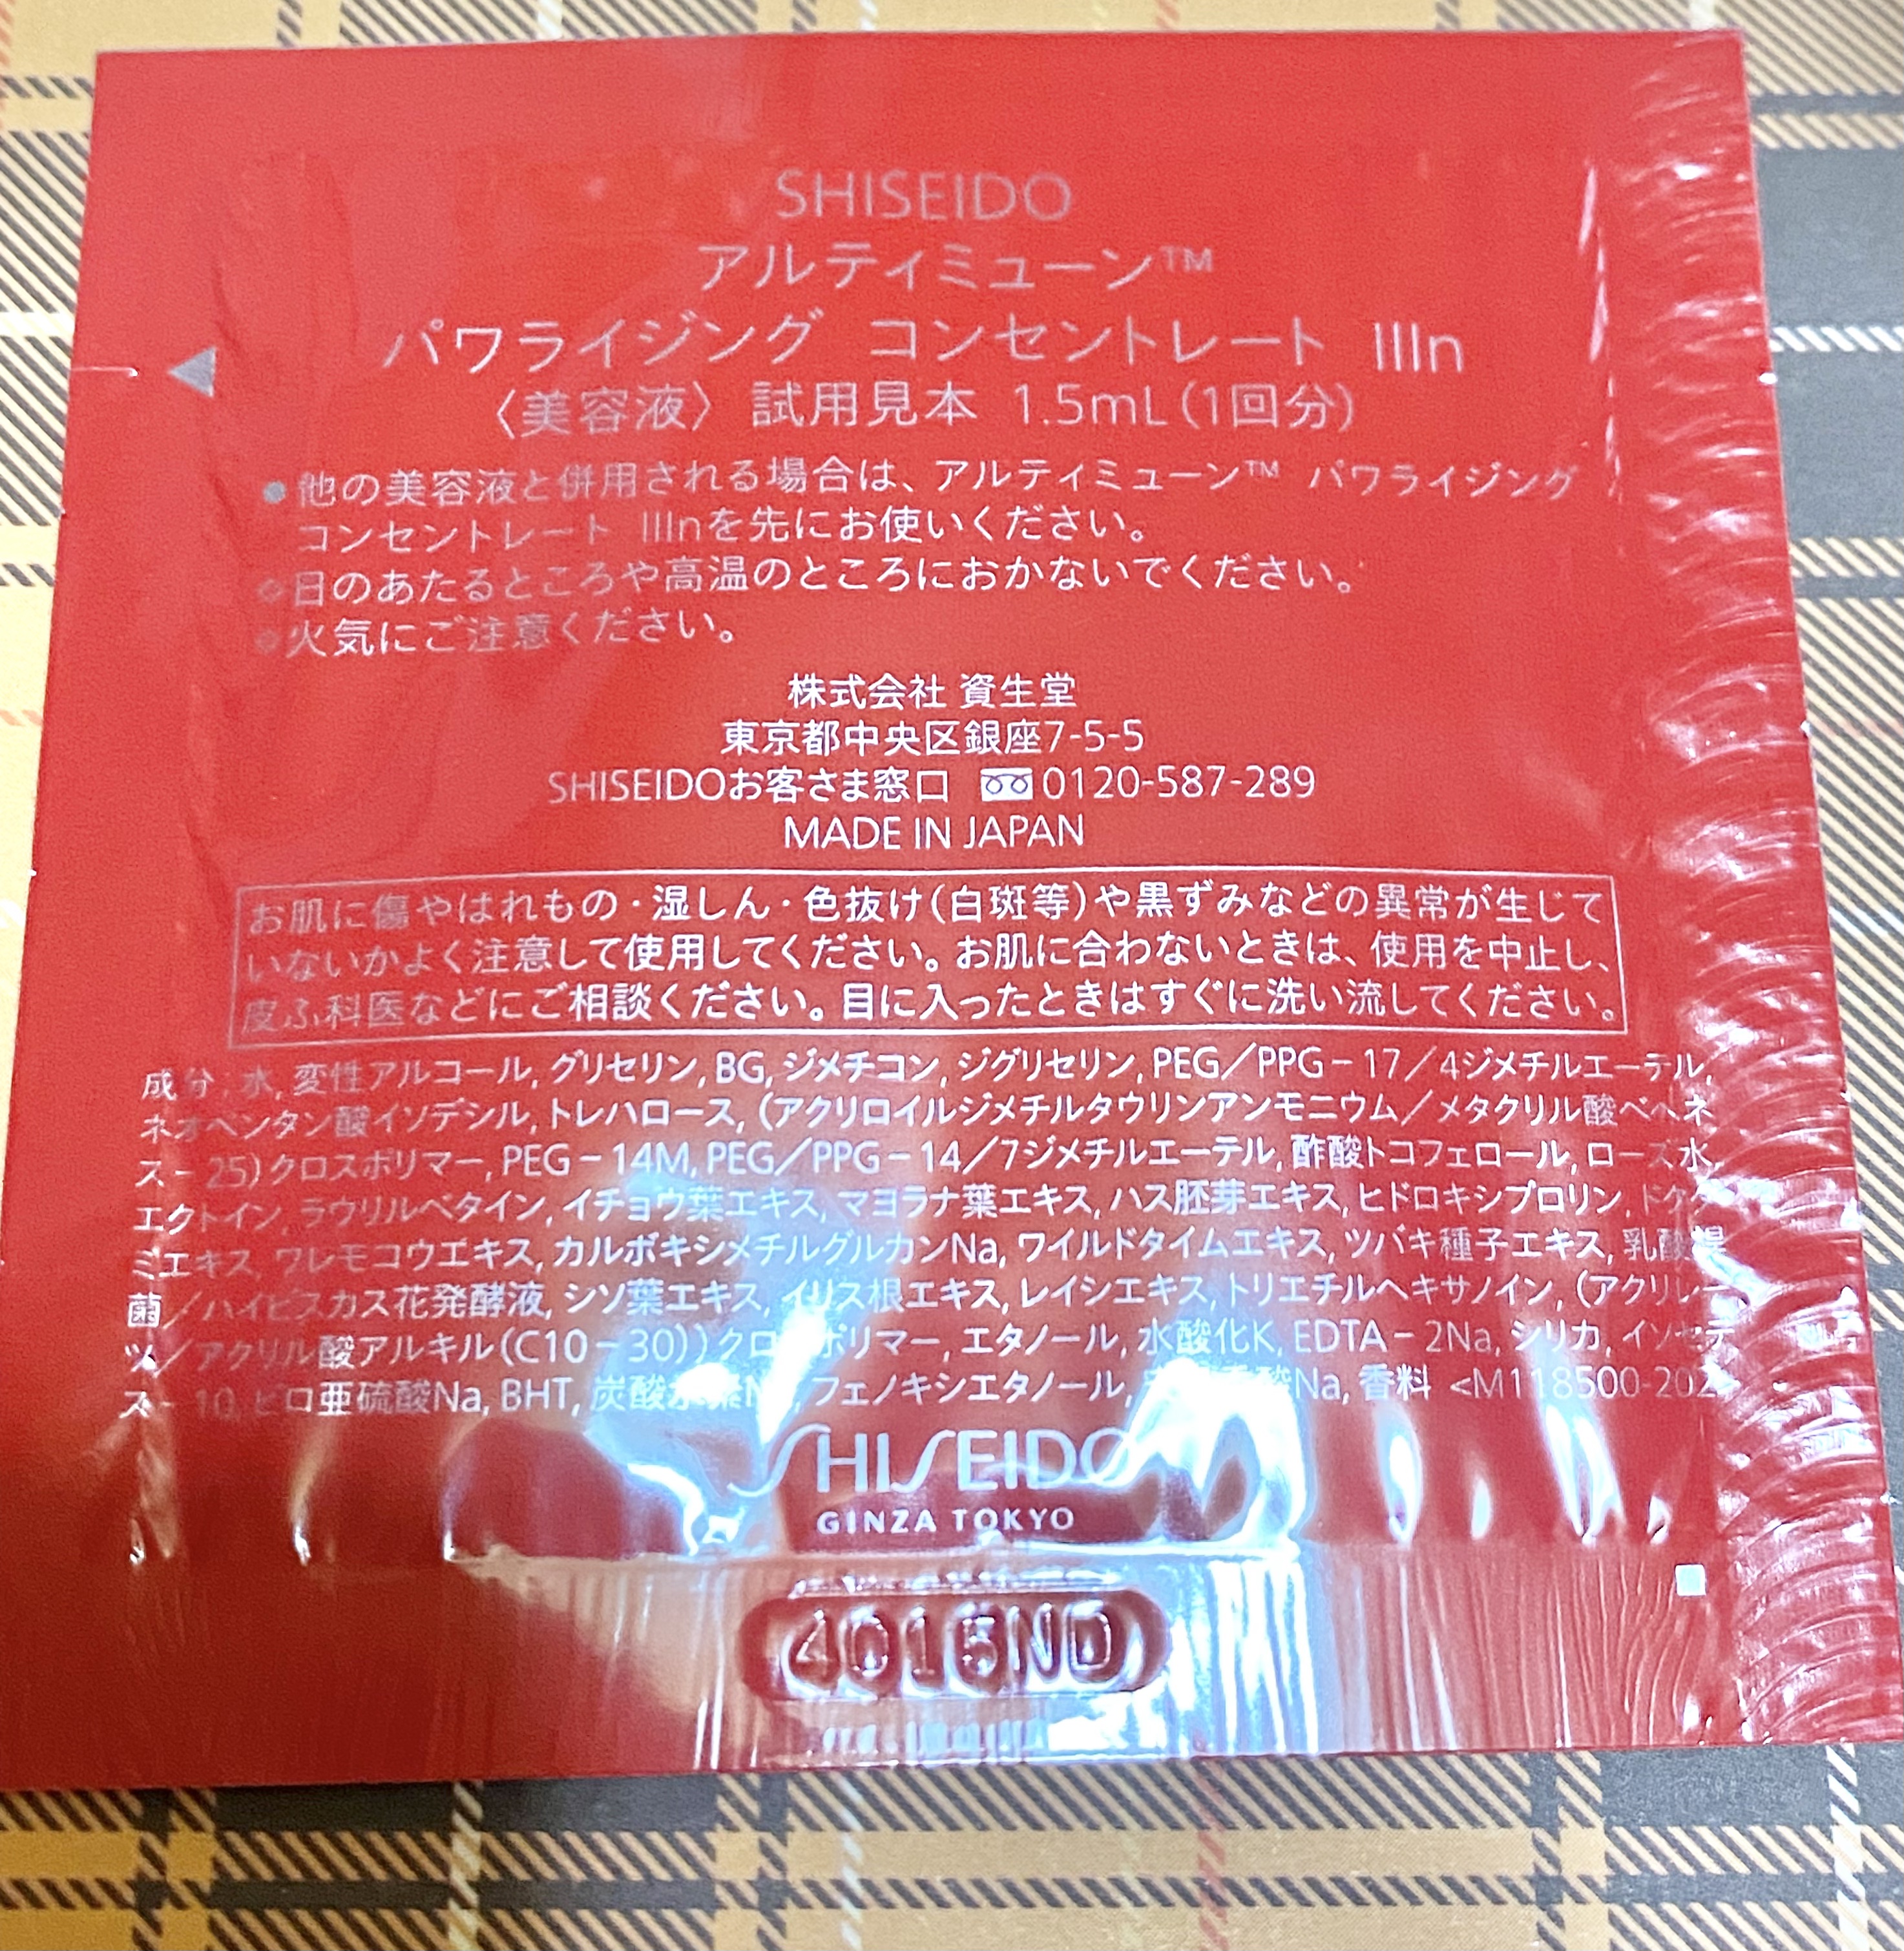 SHISEIDO
アルティミューン™
パワライジング コンセントレート IIIn
〈美容液〉 試用見本 1.5mL(1回分)
●他の美容液と併用される場合は、アルティミューン™ パワライジング
コンセントレート IIInを先にお使いください。
●日のあたるところや高温のところにおかないでください。
●火気にご注意ください。
株式会社 資生堂
東京都中央区銀座7-5-5
SHISEIDOお客さま窓口 0120-587-289
MADE IN JAPAN
お肌に傷やはれもの・湿しん・色抜け(白斑等)や黒ずみなどの異常が生じて
いないかよく注意して使用してください。お肌に合わないときは、使用を中止し、
皮ふ科医などにご相談ください。目に入ったときはすぐに洗い流してください。
成分:水,変性アルコール,グリセリン,BG,ジメチコン,ジグリセリン,PEG/PPG-17/4ジメチルエーテル,
ネオペンタン酸イソデシル,トレハロース,(アクリロイルジメチルタウリンアンモニウム/メタクリル酸ベヘネ
ス-25)クロスポリマー,PEG-14M,PEG/PPG-14/7ジメチルエーテル,酢酸トコフェロール,ローズ水,
エクトイン,ラウリルベタイン,イチョウ葉エキス,マヨラナ葉エキス,ハス胚芽エキス,ヒドロキシプロリン,ドクダ
ミエキス,ワレモコウエキス,カルボキシメチルグルカンNa,ワイルドタイムエキス,ツバキ種子エキス,乳酸桿
菌/ハイビスカス花発酵液,シソ葉エキス,イリス根エキス,レイシエキス,トリエチルヘキサノイン,(アクリレー
ツ/アクリル酸アルキル(C10-30))クロスポリマー,エタノール,水酸化K,EDTA-2Na,シリカ,イソセテ
ス-10,ピロ亜硫酸Na,BHT,炭酸水素Na,フェノキシエタノール,Na,香料 <M118500-202
SHISEIDO
GINZA TOKYO
4015ND